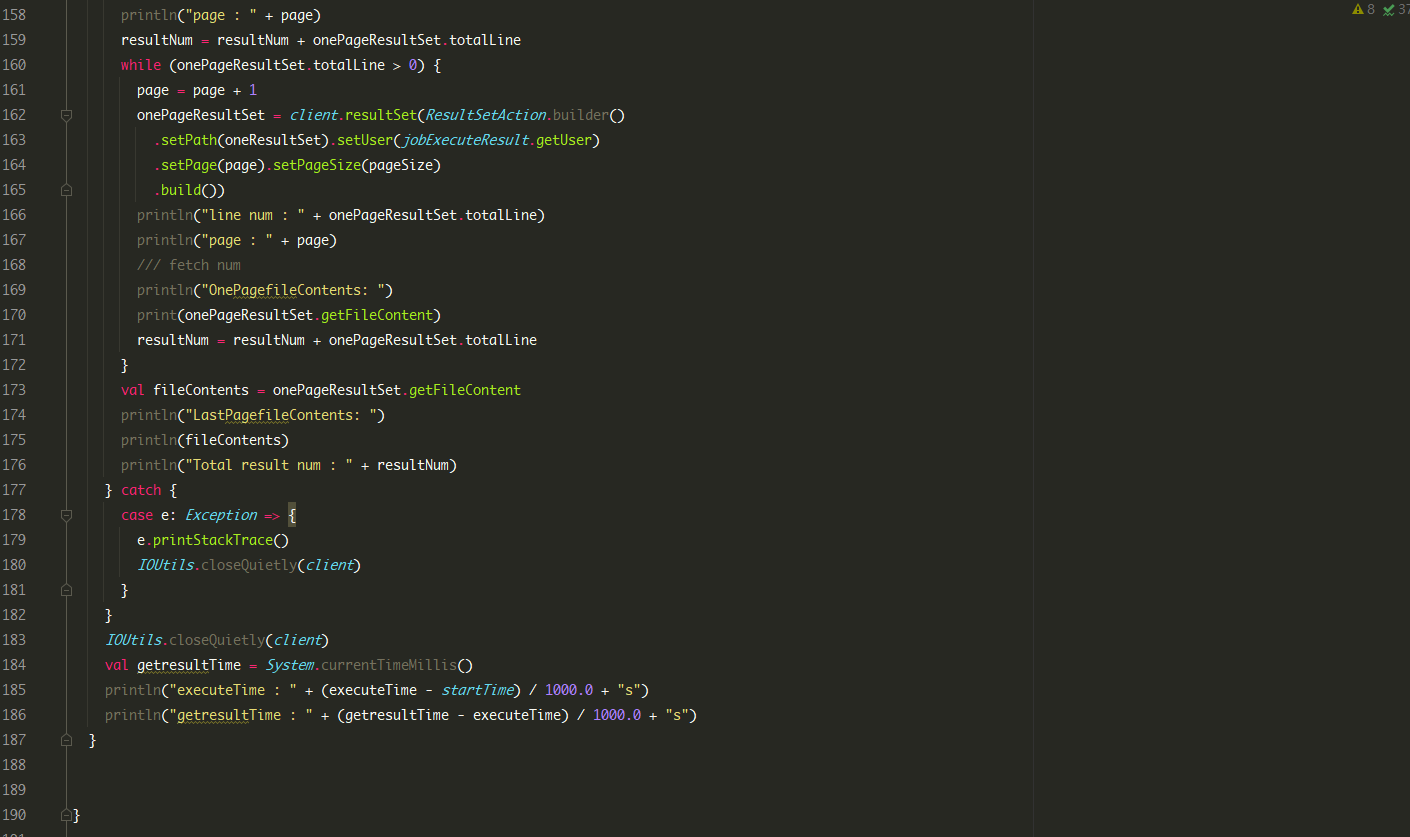 8 37
158 println("page : " + page)
159 resultNum = resultNum + onePageResultSet.totalLine
160 while (onePageResultSet.totalLine > 0) {
161 page = page + 1
162 onePageResultSet = client.resultSet(ResultSetAction.builder()
163 .setPath(oneResultSet).setUser(jobExecuteResult.getUser)
164 .setPage(page).setPageSize(pageSize)
165 .build())
166 println("line num : " + onePageResultSet.totalLine)
167 println("page : " + page)
168 /// fetch num
169 println("OnePagefileContents: ")
170 print(onePageResultSet.getFileContent)
171 resultNum = resultNum + onePageResultSet.totalLine
172 }
173 val fileContents = onePageResultSet.getFileContent
174 println("LastPagefileContents: ")
175 println(fileContents)
176 println("Total result num : " + resultNum)
177 } catch {
178 case e: Exception => {
179 e.printStackTrace()
180 IOUtils.closeQuietly(client)
181 }
182 }
183 IOUtils.closeQuietly(client)
184 val getresultTime = System.currentTimeMillis()
185 println("executeTime : " + (executeTime - startTime) / 1000.0 + "s")
186 println("getresultTime : " + (getresultTime - executeTime) / 1000.0 + "s")
187 }
188
189
190 }